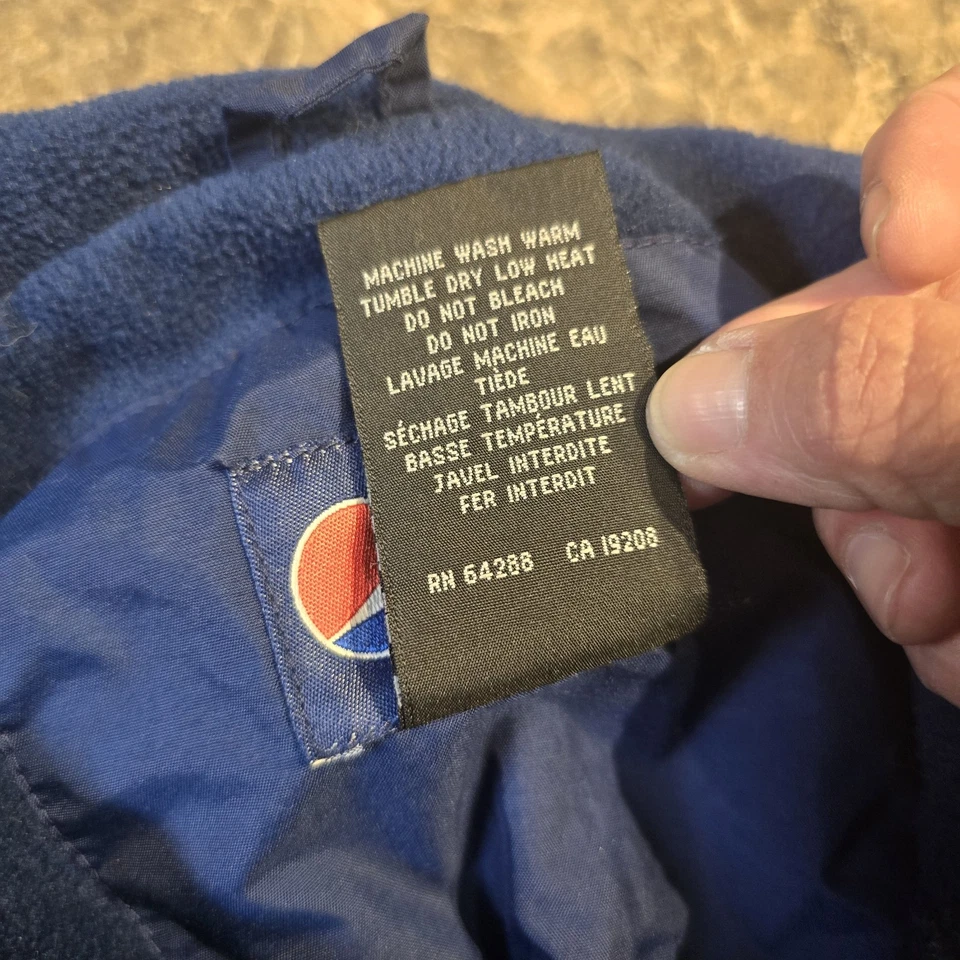 MACHINE WASH WARM
TUMBLE DRY LOW HEAT
DO NOT BLEACH
DO NOT IRON
LAVAGE MACHINE EAU
TIÈDE
SÉCHAGE TAMBOUR LENT
BASSE TEMPÉRATURE
JAVEL INTERDITE
FER INTERDIT
RN 64288 CA 19208